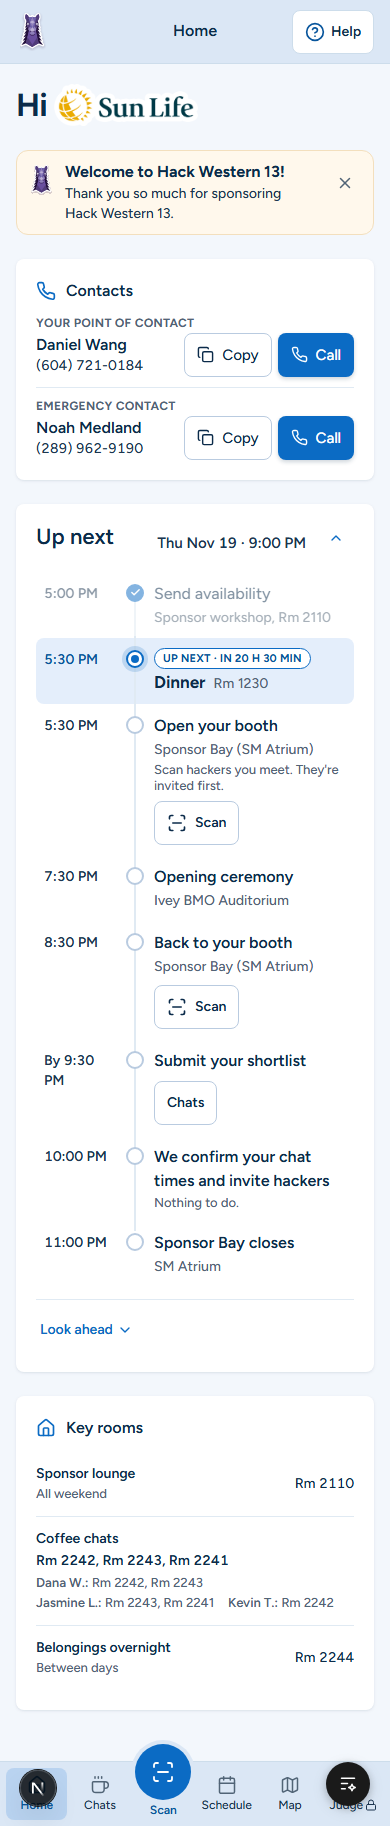 Home
Help
Hi Sun Life
Welcome to Hack Western 13!
Thank you so much for sponsoring
Hack Western 13.
Contacts
YOUR POINT OF CONTACT
Daniel Wang
(604) 721-0184
Copy
Call
EMERGENCY CONTACT
Noah Medland
(289) 962-9190
Copy
Call
Up next
Thu Nov 19 · 9:00 PM
5:00 PM
Send availability
Sponsor workshop, Rm 2110
5:30 PM
UP NEXT · IN 20 H 30 MIN
Dinner Rm 1230
5:30 PM
Open your booth
Sponsor Bay (SM Atrium)
Scan hackers you meet. They're
invited first.
Scan
7:30 PM
Opening ceremony
Ivey BMO Auditorium
8:30 PM
Back to your booth
Sponsor Bay (SM Atrium)
Scan
By 9:30
PM
Submit your shortlist
Chats
10:00 PM
We confirm your chat
times and invite hackers
Nothing to do.
11:00 PM
Sponsor Bay closes
SM Atrium
Look ahead
Key rooms
Sponsor lounge
All weekend
Rm 2110
Coffee chats
Rm 2242, Rm 2243, Rm 2241
Dana W.: Rm 2242, Rm 2243
Jasmine L.: Rm 2243, Rm 2241 Kevin T.: Rm 2242
Belongings overnight
Between days
Rm 2244
N
Home
Chats
Scan
Schedule
Map
Judge